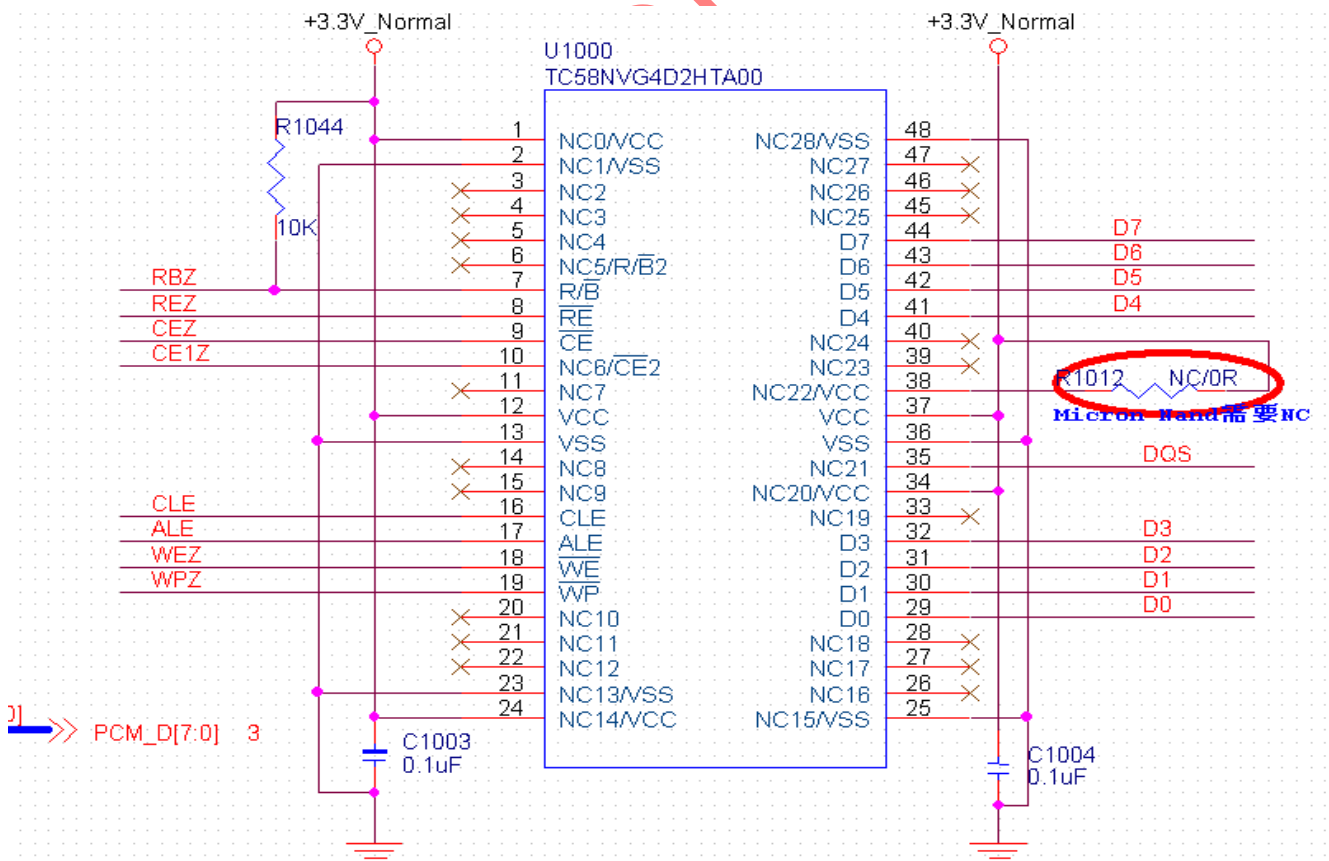 +3.3V_Normal
+3.3V_Normal
U1000
TC58NVG4D2HTA00
R1044
10K
1 NC0/VCC
2 NC1/VSS
3 NC2
4 NC3
5 NC4
6 NC5/R/B2
RBZ 7 R/B
REZ 8 RE
CEZ 9 CE
CE1Z 10 NC6/CE2
11 NC7
12 VCC
13 VSS
14 NC8
15 NC9
CLE 16 CLE
ALE 17 ALE
WEZ 18 WE
WPZ 19 WP
20 NC10
21 NC11
22 NC12
23 NC13/VSS
24 NC14/VCC
NC28/VSS 48
NC27 47
NC26 46
NC25 45
D7 44 D7
D6 43 D6
D5 42 D5
D4 41 D4
NC24 40
NC23 39
NC22/VCC 38
R1012 NC/0R
Micron Nand需要NC
VCC 37
VSS 36
NC21 35 DQS
NC20/VCC 34
NC19 33
D3 32 D3
D2 31 D2
D1 30 D1
D0 29 D0
NC18 28
NC17 27
NC16 26
NC15/VSS 25
0]
PCM_D[7:0] 3
C1003
0.1uF
C1004
0.1uF